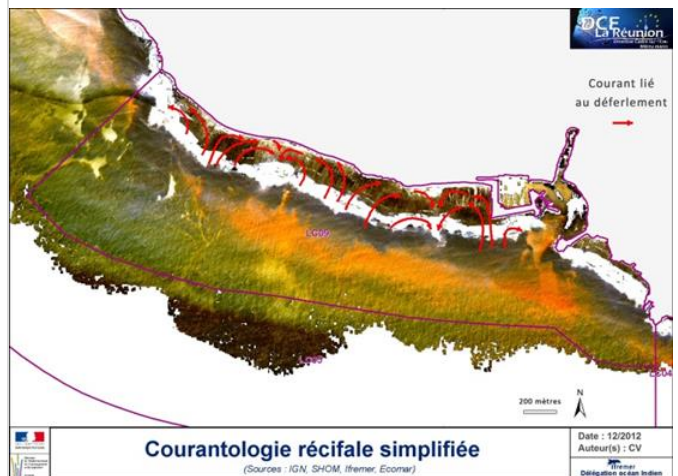 DCE
La Réunion
Courant lié
au déferlement
LC05
200 mètres
N
Courantologie récifale simplifiée
(Sources : IGN, SHOM, Ifremer, Ecomar)
Date : 12/2012
Auteur(s) : CV
Ifremer
Délégation océan Indien